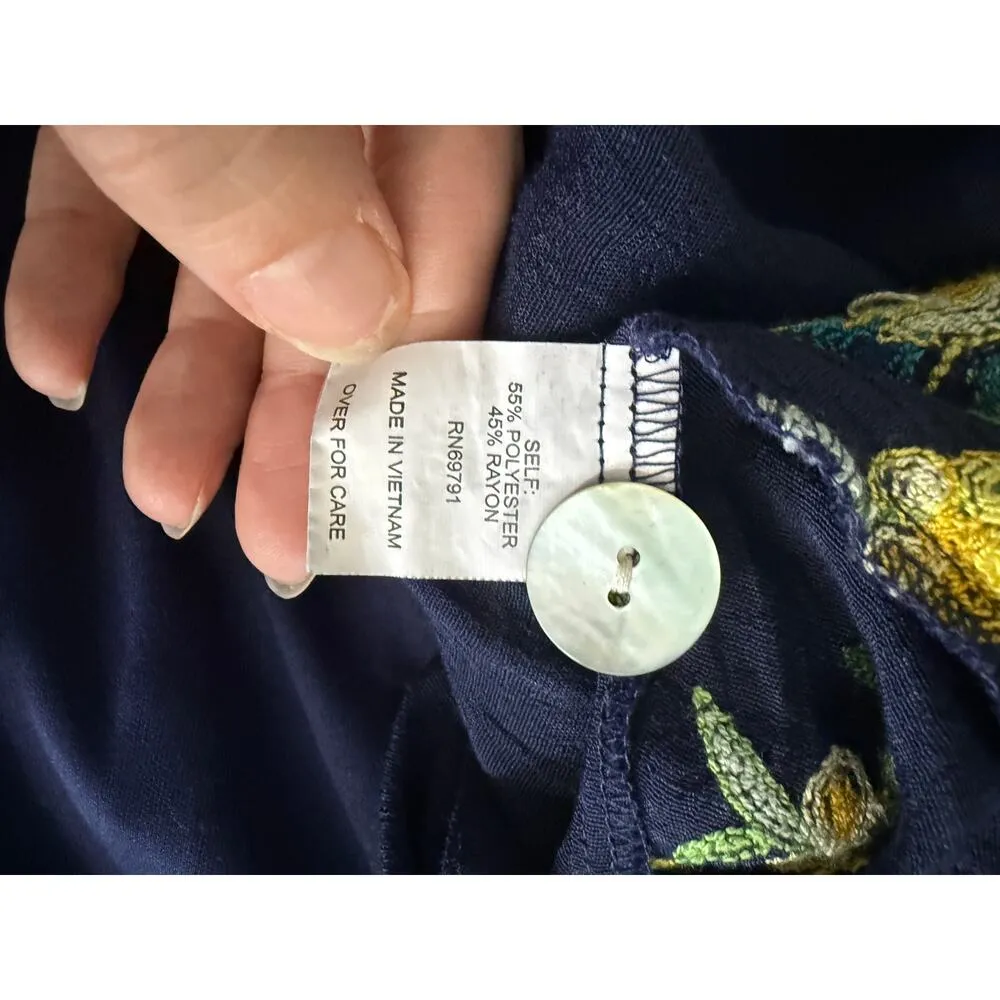 SELF:
55% POLYESTER
45% RAYON
RN69791
MADE IN VIETNAM
OVER FOR CARE